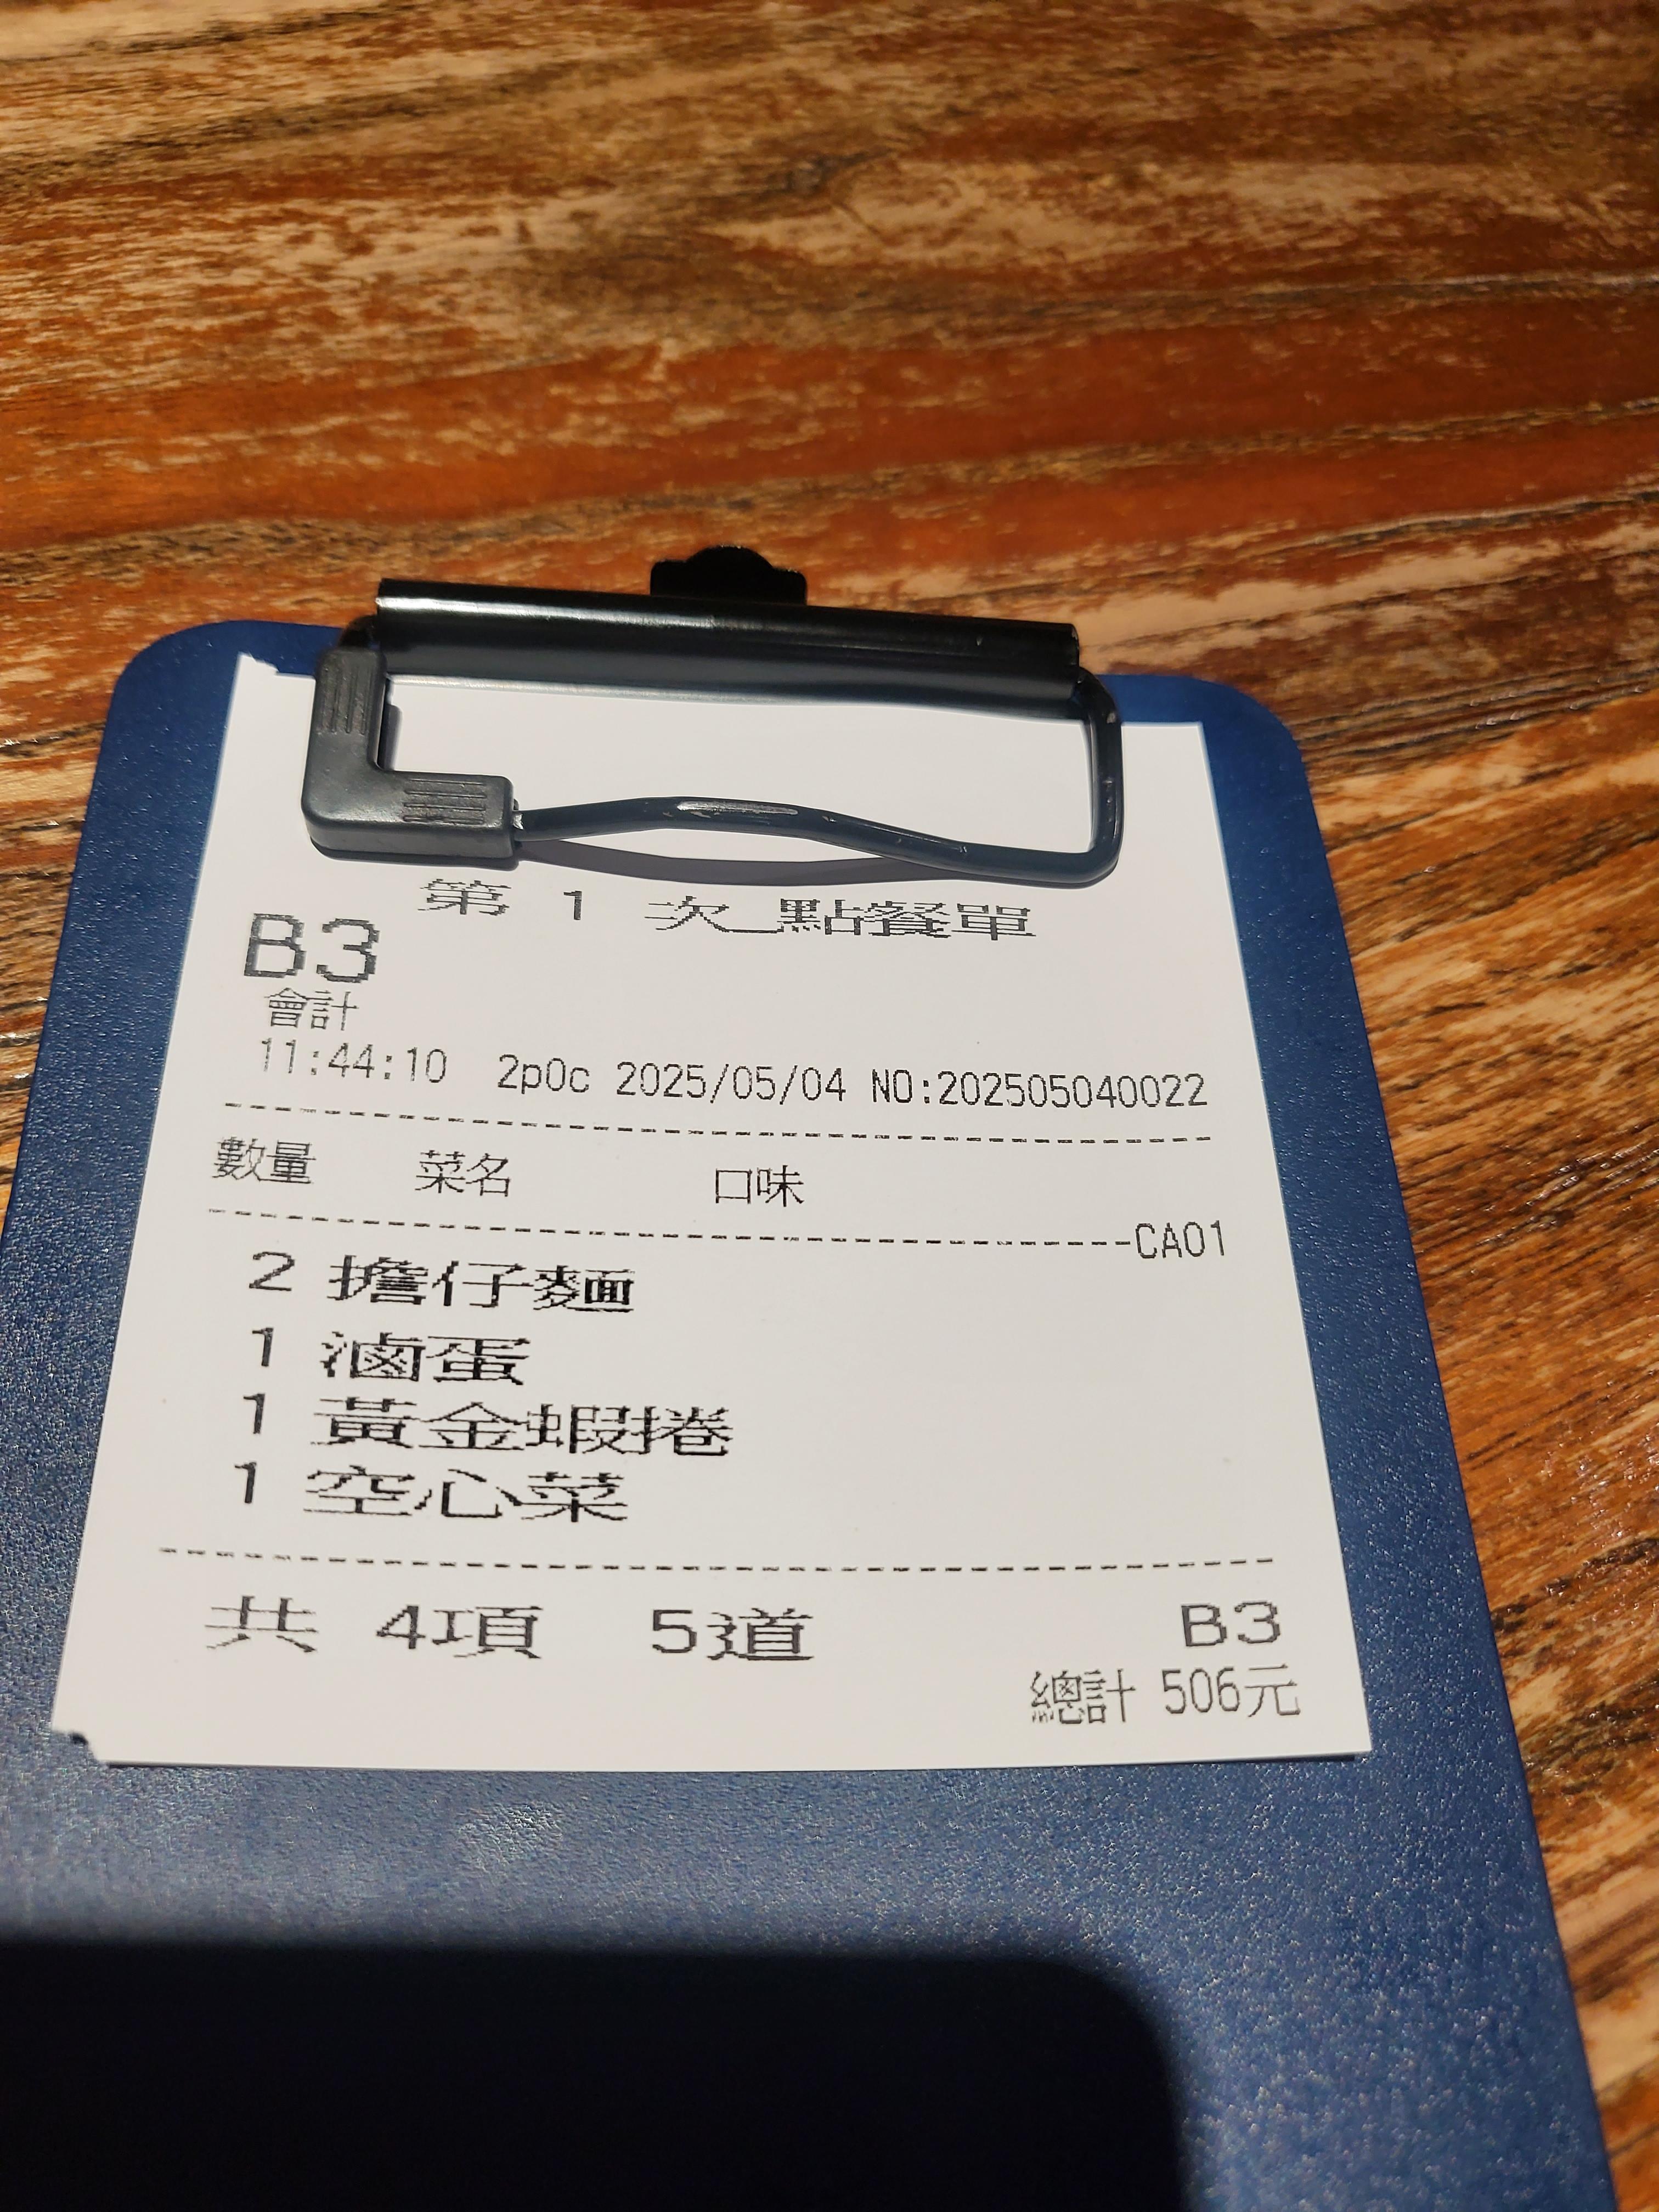 第 1 次_點餐單
B3
會計
11:44:10 2p0c 2025/05/04 NO:202505040022
數量 菜名 口味
CA01
2 擔仔麵
1 滷蛋
1 黃金蝦捲
1 空心菜
共 4項 5道 B3
總計 506元